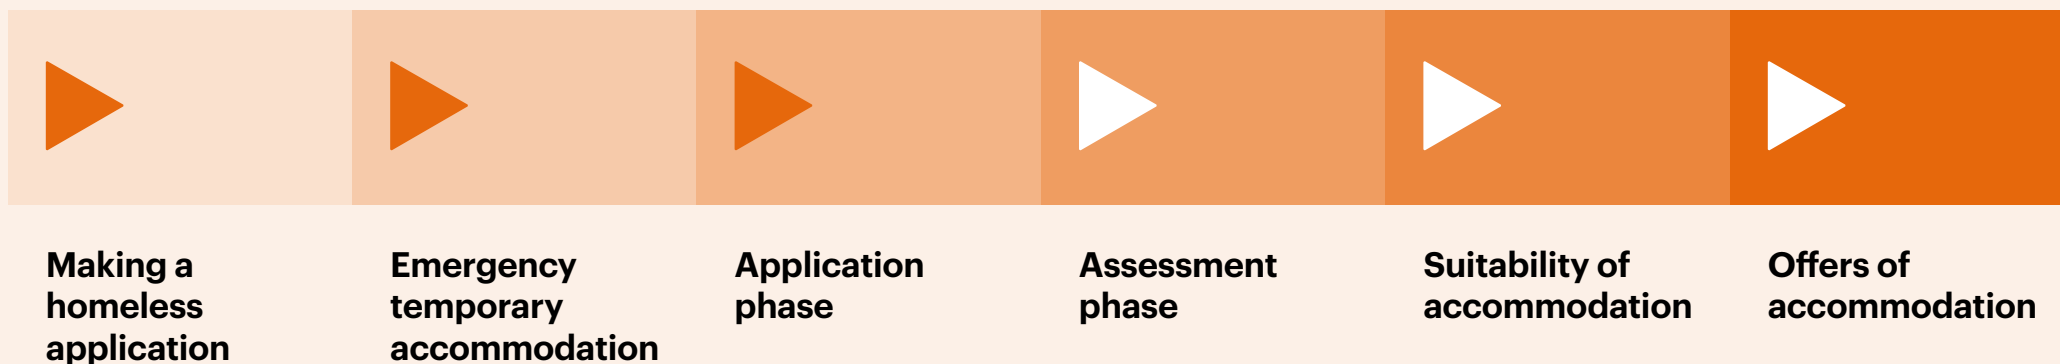 Making a
homeless
application
Emergency
temporary
accommodation
Application
phase
Assessment
phase
Suitability of
accommodation
Offers of
accommodation